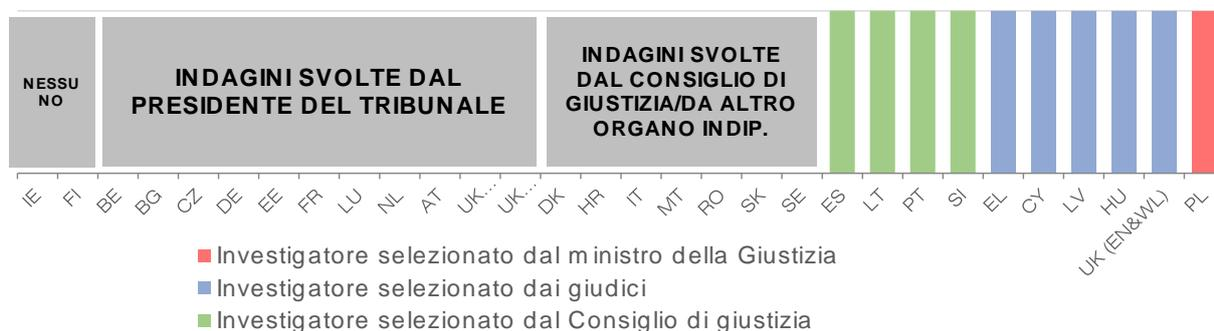 NESSU
NO
INDAGINI SVOLTE DAL
PRESIDENTE DEL TRIBUNALE
INDAGINI SVOLTE
DAL CONSIGLIO DI
GIUSTIZIA/DA ALTRO
ORGANO INDIP.
IE
FI
BE
BG
CZ
DE
EE
FR
LU
NL
AT
UK…
UK…
DK
HR
IT
MT
RO
SK
SE
ES
LT
PT
SI
EL
CY
LV
HU
UK (EN&WL)
PL
Investigatore selezionato dal ministro della Giustizia
Investigatore selezionato dai giudici
Investigatore selezionato dal Consiglio di giustizia